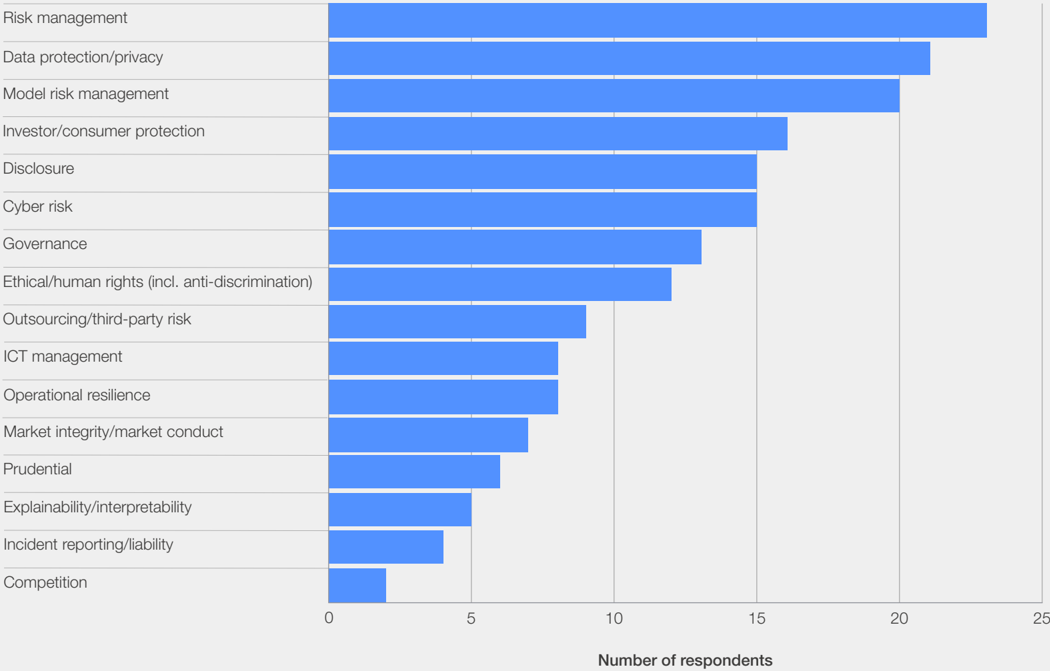 Risk management
Data protection/privacy
Model risk management
Investor/consumer protection
Disclosure
Cyber risk
Governance
Ethical/human rights (incl. anti-discrimination)
Outsourcing/third-party risk
ICT management
Operational resilience
Market integrity/market conduct
Prudential
Explainability/interpretability
Incident reporting/liability
Competition
0 5 10 15 20 25
Number of respondents